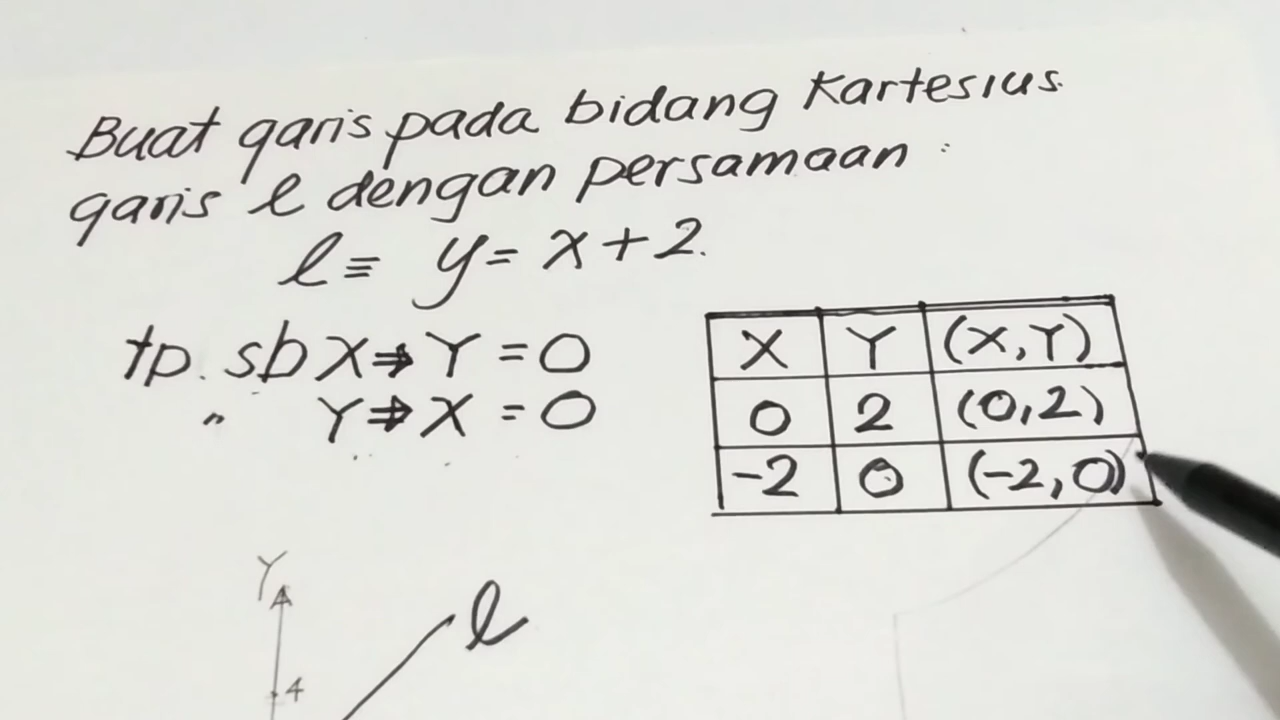 Buat garis pada bidang Kartesius.
garis l dengan persamaan :
l ≡ y = x + 2.
tp. sb X ⇒ Y = 0
" Y ⇒ X = 0
X Y (X,Y)
0 2 (0,2)
-2 0 (-2,0)
Y
l
4